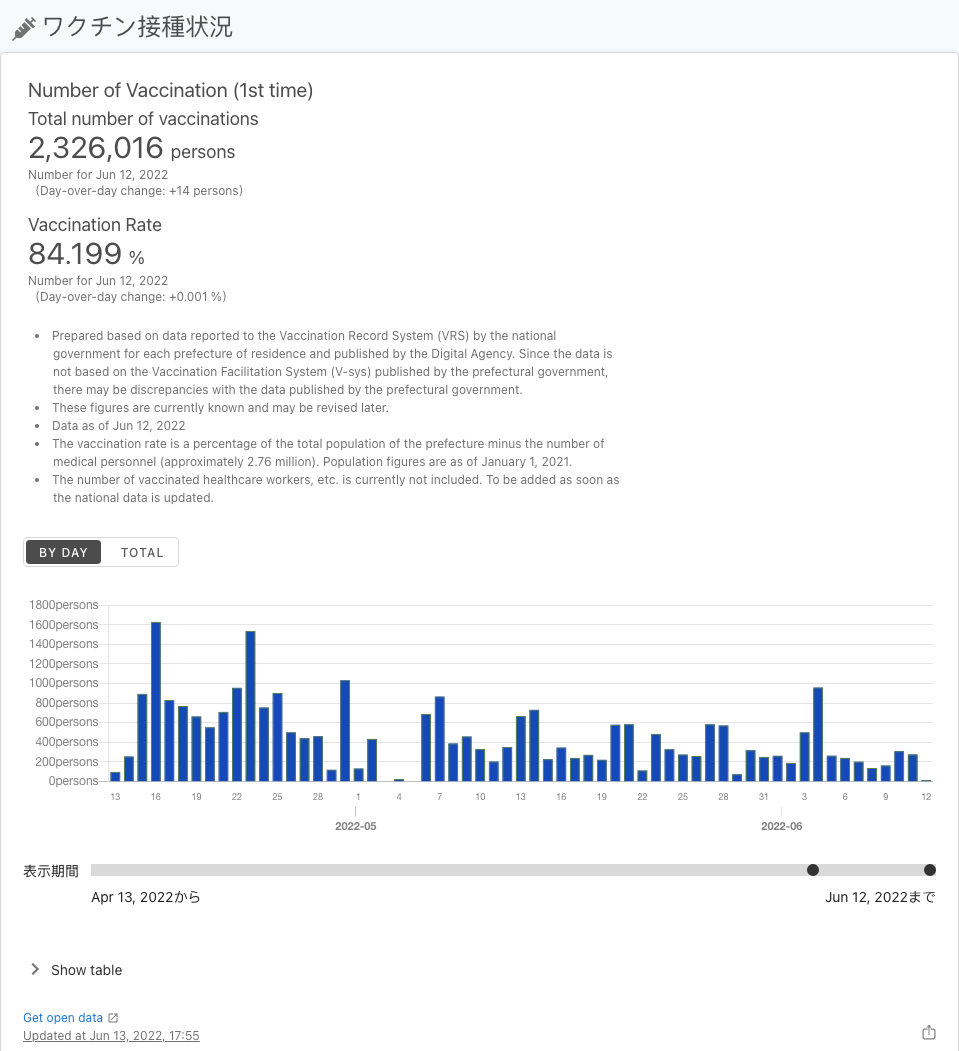 ワクチン接種状況
Number of Vaccination (1st time)
Total number of vaccinations
2,326,016 persons
Number for Jun 12, 2022
(Day-over-day change: +14 persons)
Vaccination Rate
84.199 %
Number for Jun 12, 2022
(Day-over-day change: +0.001 %)
• Prepared based on data reported to the Vaccination Record System (VRS) by the national
government for each prefecture of residence and published by the Digital Agency. Since the data is
not based on the Vaccination Facilitation System (V-sys) published by the prefectural government,
there may be discrepancies with the data published by the prefectural government.
• These figures are currently known and may be revised later.
• Data as of Jun 12, 2022
• The vaccination rate is a percentage of the total population of the prefecture minus the number of
medical personnel (approximately 2.76 million). Population figures are as of January 1, 2021.
• The number of vaccinated healthcare workers, etc. is currently not included. To be added as soon as
the national data is updated.
BY DAY TOTAL
1800persons
1600persons
1400persons
1200persons
1000persons
800persons
600persons
400persons
200persons
0persons
13 16 19 22 25 28 1 4 7 10 13 16 19 22 25 28 31 3 6 9 12
2022-05 2022-06
表示期間
Apr 13, 2022から Jun 12, 2022まで
Show table
Get open data
Updated at Jun 13, 2022, 17:55